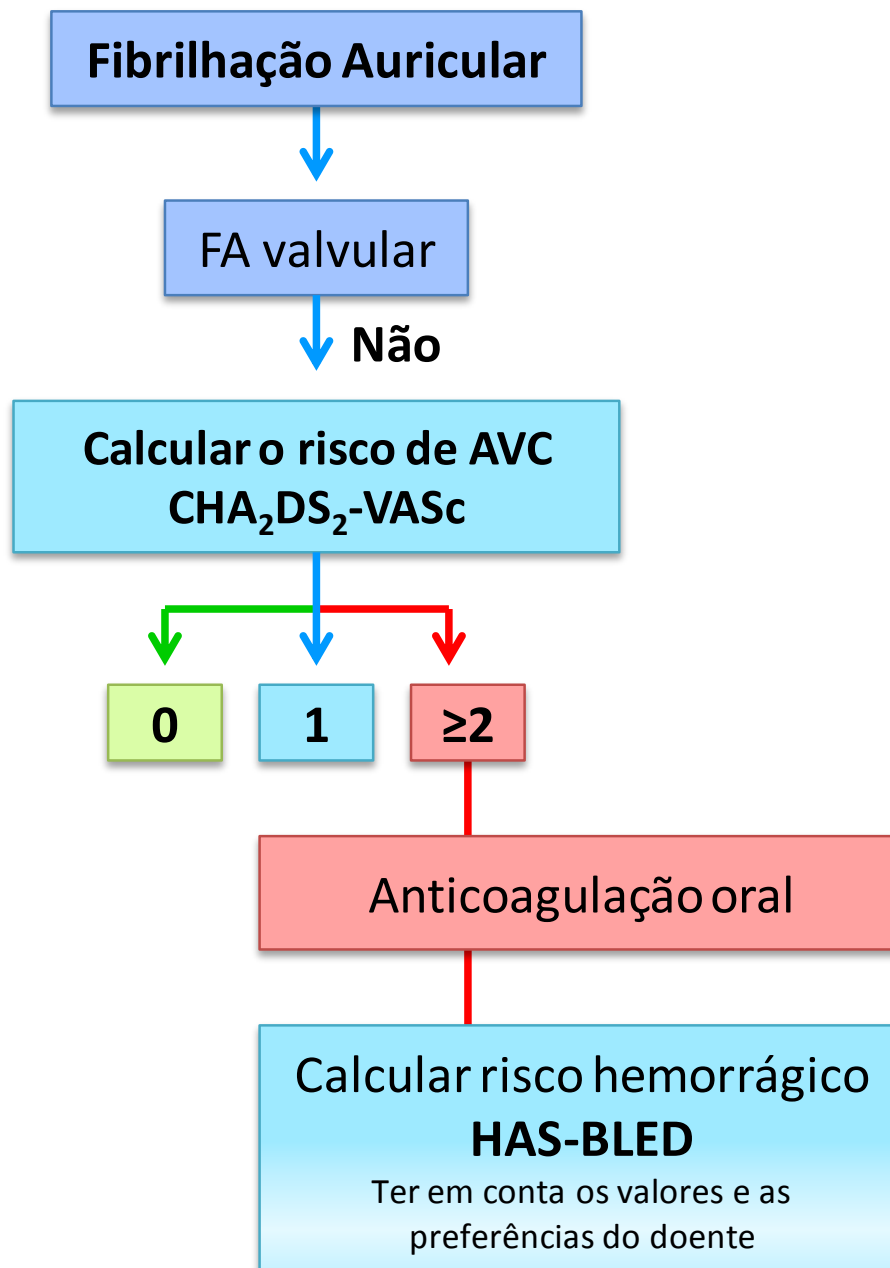 Fibrilhação Auricular
FA valvular
Não
Calcular o risco de AVC
CHA₂DS₂-VASc
0
1
≥2
Anticoagulação oral
Calcular risco hemorrágico
HAS-BLED
Ter em conta os valores e as
preferências do doente